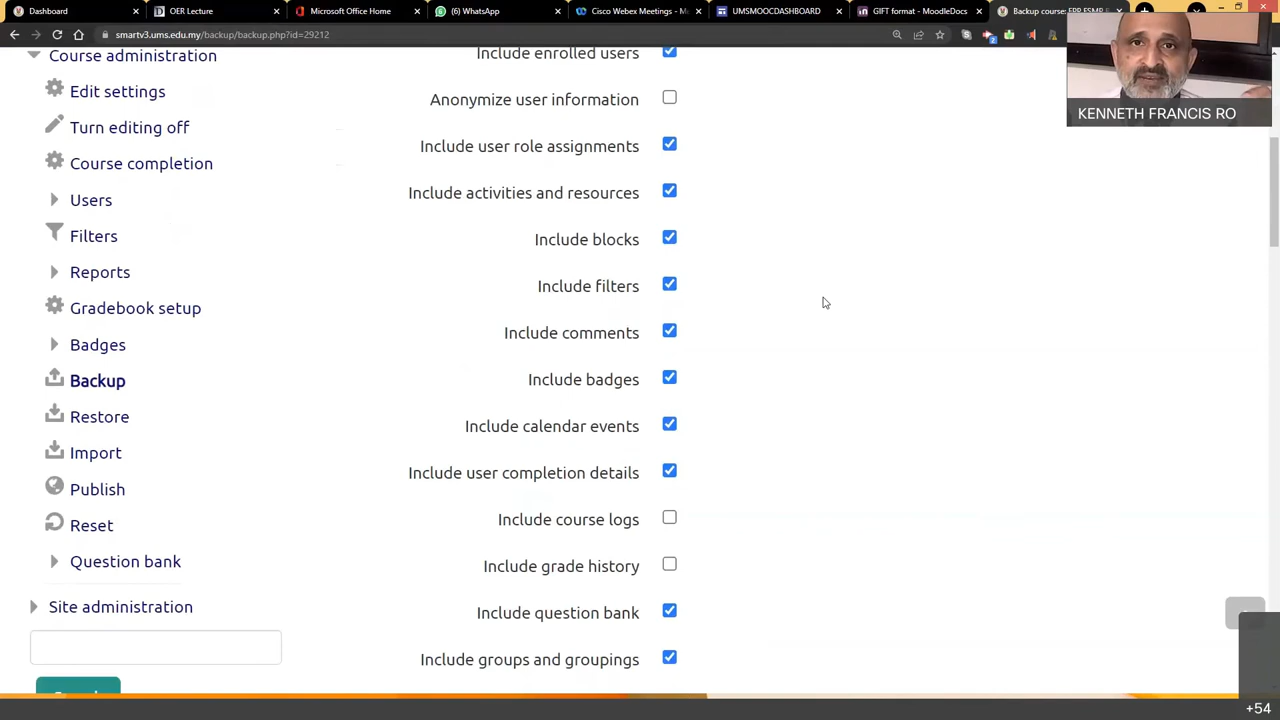 Dashboard
OER Lecture
Microsoft Office Home
(6) WhatsApp
Cisco Webex Meetings - M
UMSMOOCDASHBOARD
GIFT format - MoodleDocs
Backup course:
smartv3.ums.edu.my/backup/backup.php?id=29212
KENNETH FRANCIS RO
Course administration
Edit settings
Turn editing off
Course completion
Users
Filters
Reports
Gradebook setup
Badges
Backup
Restore
Import
Publish
Reset
Question bank
Site administration
Include enrolled users
Anonymize user information
Include user role assignments
Include activities and resources
Include blocks
Include filters
Include comments
Include badges
Include calendar events
Include user completion details
Include course logs
Include grade history
Include question bank
Include groups and groupings
+54